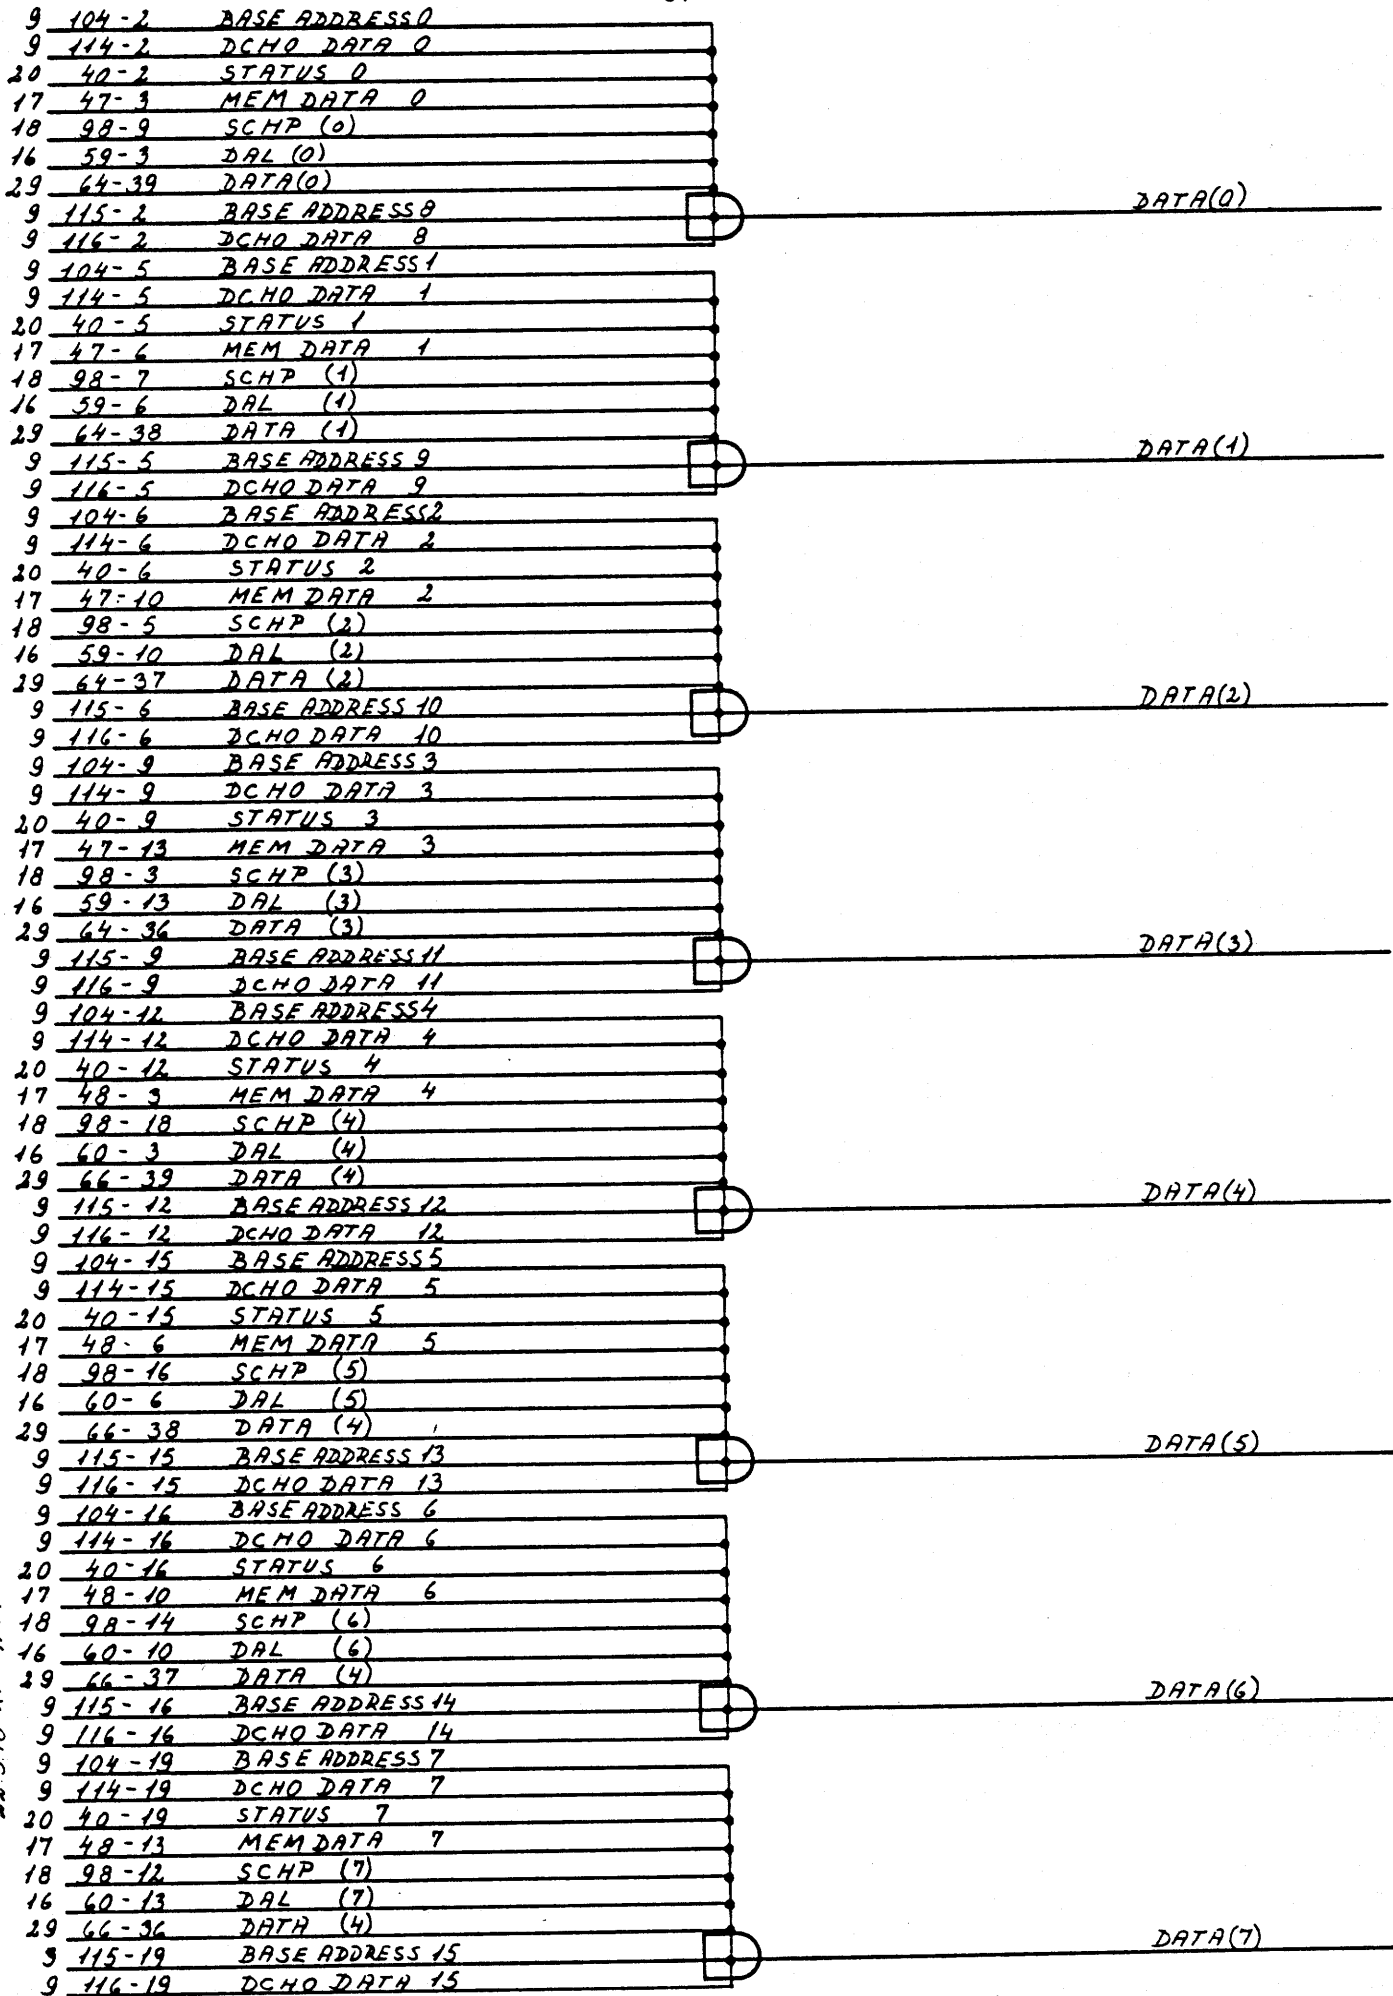 9 104-2 BASE ADDRESS 0
9 114-2 DCHO DATA 0
20 40-2 STATUS 0
17 47-3 MEM DATA 0
18 98-9 SCHP (0)
16 59-3 DAL (0)
29 64-39 DATA(0)
DATA(0)
9 115-2 BASE ADDRESS 8
9 116-2 DCHO DATA 8
9 104-5 BASE ADDRESS 1
9 114-5 DCHO DATA 1
20 40-5 STATUS 1
17 47-6 MEM DATA 1
18 98-7 SCHP (1)
16 59-6 DAL (1)
29 64-38 DATA (1)
DATA(1)
9 115-5 BASE ADDRESS 9
9 116-5 DCHO DATA 9
9 104-6 BASE ADDRESS 2
9 114-6 DCHO DATA 2
20 40-6 STATUS 2
17 47-10 MEM DATA 2
18 98-5 SCHP (2)
16 59-10 DAL (2)
29 64-37 DATA (2)
DATA(2)
9 115-6 BASE ADDRESS 10
9 116-6 DCHO DATA 10
9 104-9 BASE ADDRESS 3
9 114-9 DCHO DATA 3
20 40-9 STATUS 3
17 47-13 MEM DATA 3
18 98-3 SCHP (3)
16 59-13 DAL (3)
29 64-36 DATA (3)
DATA(3)
9 115-9 BASE ADDRESS 11
9 116-9 DCHO DATA 11
9 104-12 BASE ADDRESS 4
9 114-12 DCHO DATA 4
20 40-12 STATUS 4
17 48-3 MEM DATA 4
18 98-18 SCHP (4)
16 60-3 DAL (4)
29 66-39 DATA (4)
DATA(4)
9 115-12 BASE ADDRESS 12
9 116-12 DCHO DATA 12
9 104-15 BASE ADDRESS 5
9 114-15 DCHO DATA 5
20 40-15 STATUS 5
17 48-6 MEM DATA 5
18 98-16 SCHP (5)
16 60-6 DAL (5)
29 66-38 DATA (4)
DATA(5)
9 115-15 BASE ADDRESS 13
9 116-15 DCHO DATA 13
9 104-16 BASE ADDRESS 6
9 114-16 DCHO DATA 6
20 40-16 STATUS 6
17 48-10 MEM DATA 6
18 98-14 SCHP (6)
16 60-10 DAL (6)
29 66-37 DATA (4)
DATA(6)
9 115-16 BASE ADDRESS 14
9 116-16 DCHO DATA 14
9 104-19 BASE ADDRESS 7
9 114-19 DCHO DATA 7
20 40-19 STATUS 7
17 48-13 MEM DATA 7
18 98-12 SCHP (7)
16 60-13 DAL (7)
29 66-36 DATA (4)
DATA(7)
9 115-19 BASE ADDRESS 15
9 116-19 DCHO DATA 15